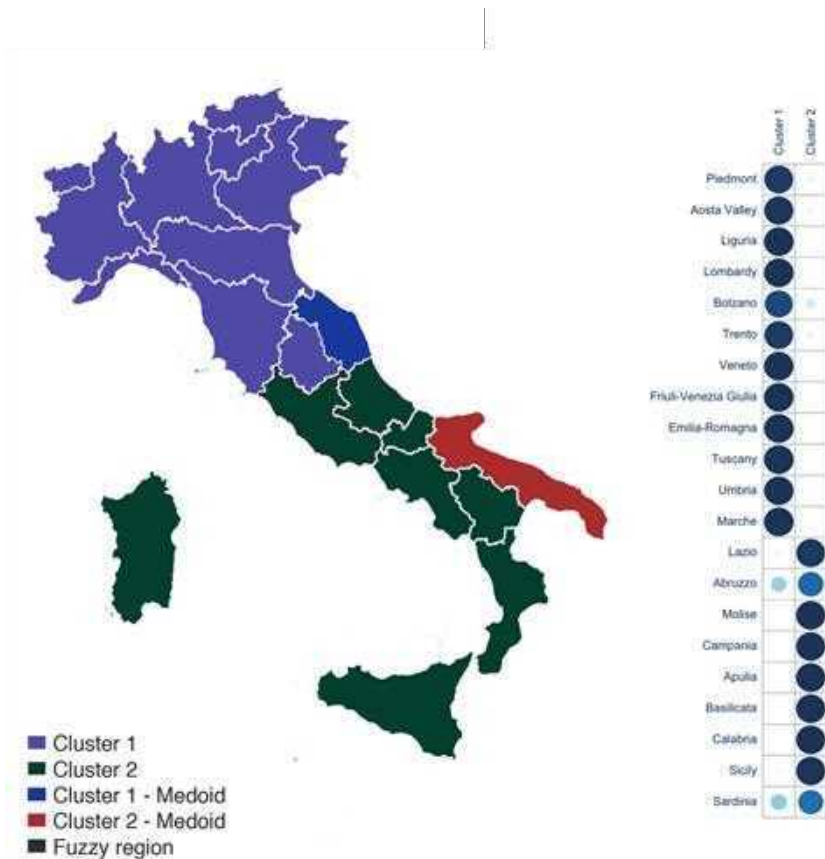 Cluster 1
Cluster 2
Piedmont
Aosta Valley
Liguria
Lombardy
Bolzano
Trento
Veneto
Friuli-Venezia Giulia
Emilia-Romagna
Tuscany
Umbria
Marche
Lazio
Abruzzo
Molise
Campania
Apulia
Basilicata
Calabria
Sicily
Sardinia
Cluster 1
Cluster 2
Cluster 1 - Medoid
Cluster 2 - Medoid
Fuzzy region